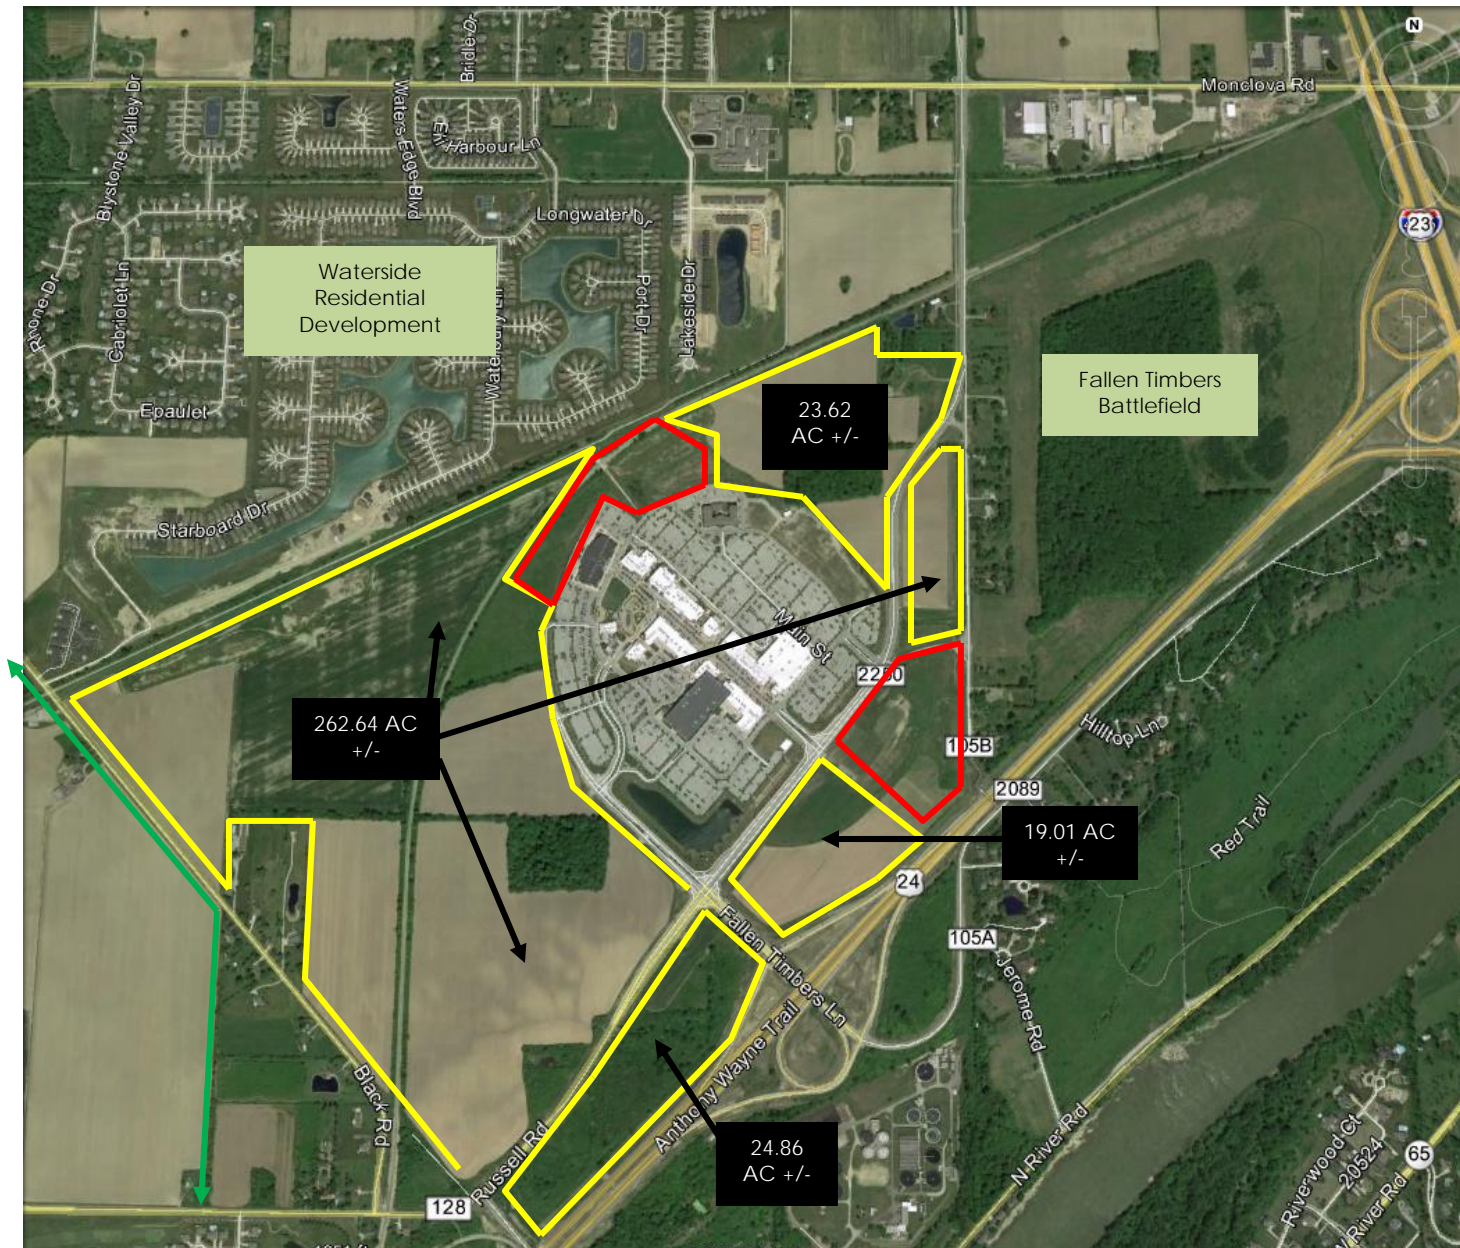 N
Bridle Dr
Monclova Rd
Blystone Valley Dr
Waters Edge Blvd
Harbour Ln
Longwater Dr
23
Cabriolet Ln
Port Dr
Lakeside Dr
Waterside
Residential
Development
Fallen Timbers
Battlefield
23.62
AC +/-
Epaulet
Starboard Dr
Main St
2250
262.64 AC
+/-
Hilltop Ln
105B
2089
19.01 AC
+/-
Red Trail
24
Fallen Timbers Ln
105A
Jerome Rd
Anthony Wayne Trail
Black Rd
Russell Rd
24.86
AC +/-
N River Rd
Riverwood Ct
20524
65
N River Rd
128